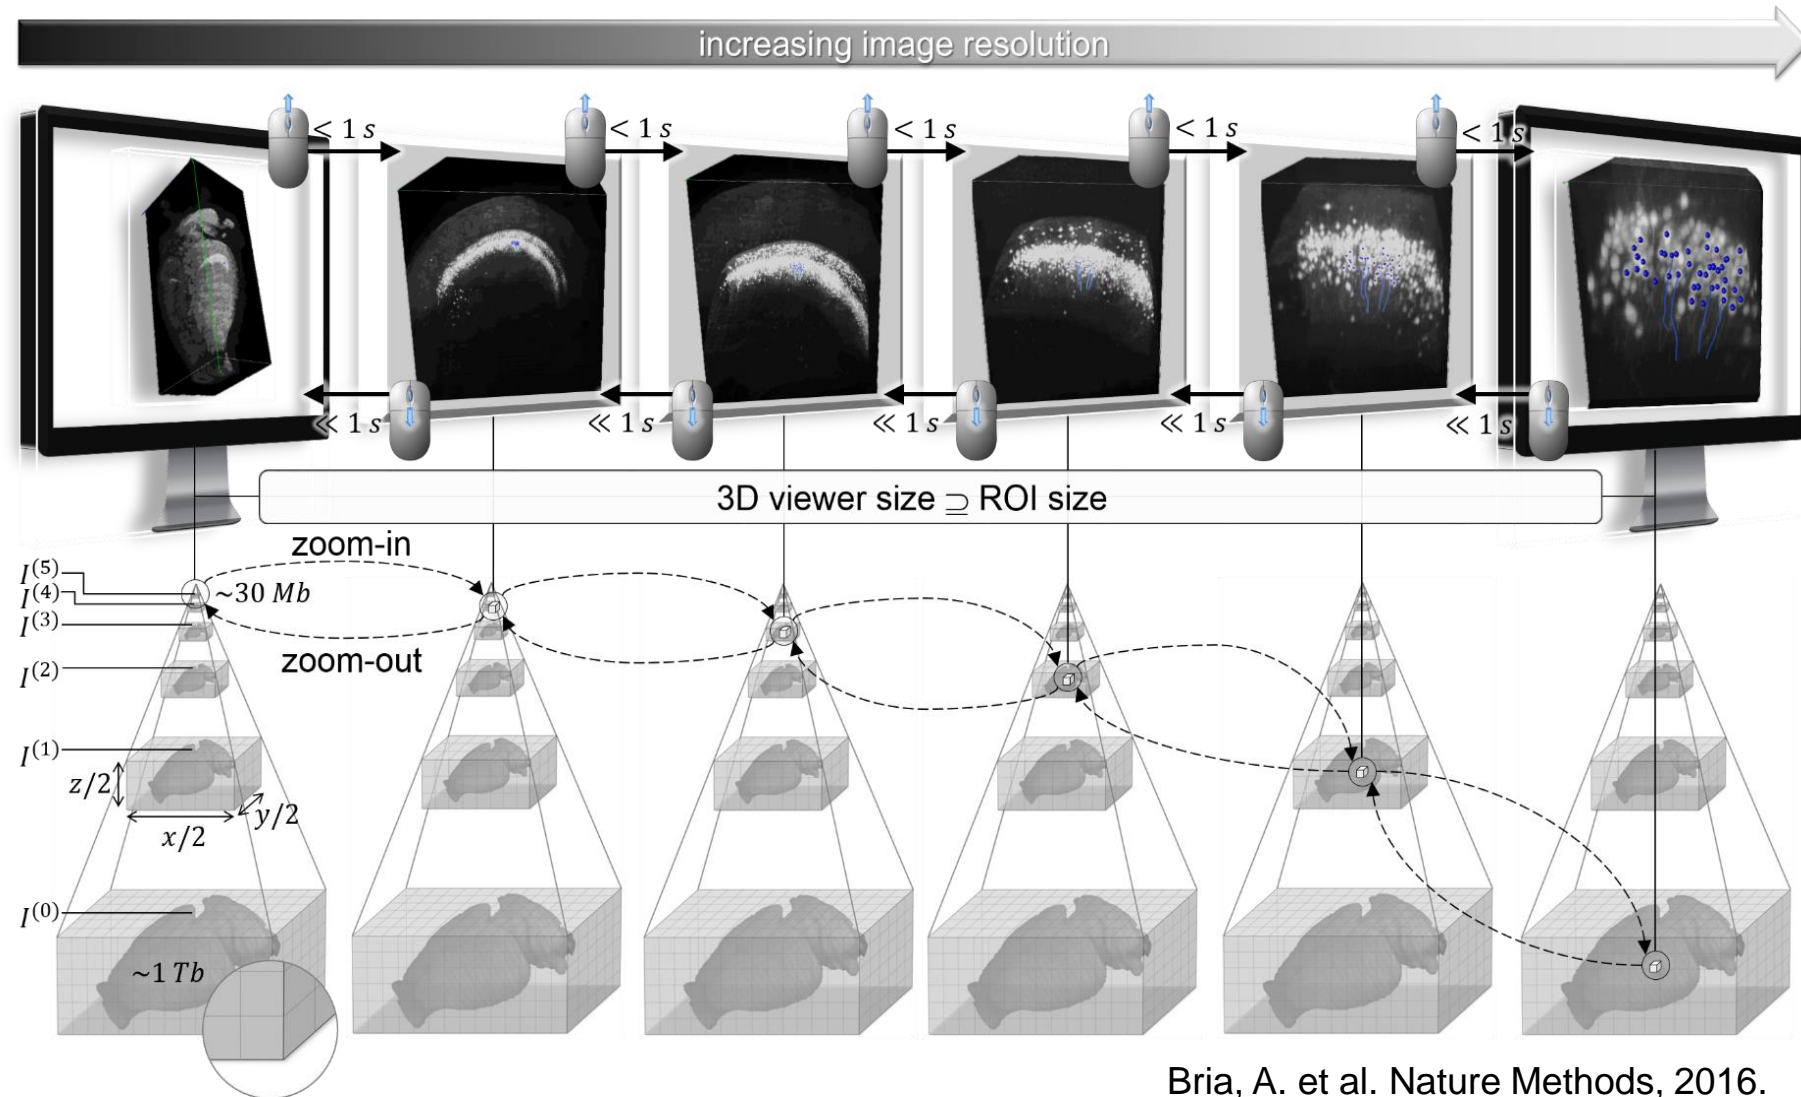 increasing image resolution
< 1 s
< 1 s
< 1 s
< 1 s
< 1 s
≪ 1 s
≪ 1 s
≪ 1 s
≪ 1 s
≪ 1 s
3D viewer size ⊇ ROI size
zoom-in
I⁽⁵⁾
I⁽⁴⁾
~30 Mb
I⁽³⁾
zoom-out
I⁽²⁾
I⁽¹⁾
z/2
y/2
x/2
I⁽⁰⁾
~1 Tb
Bria, A. et al. Nature Methods, 2016.